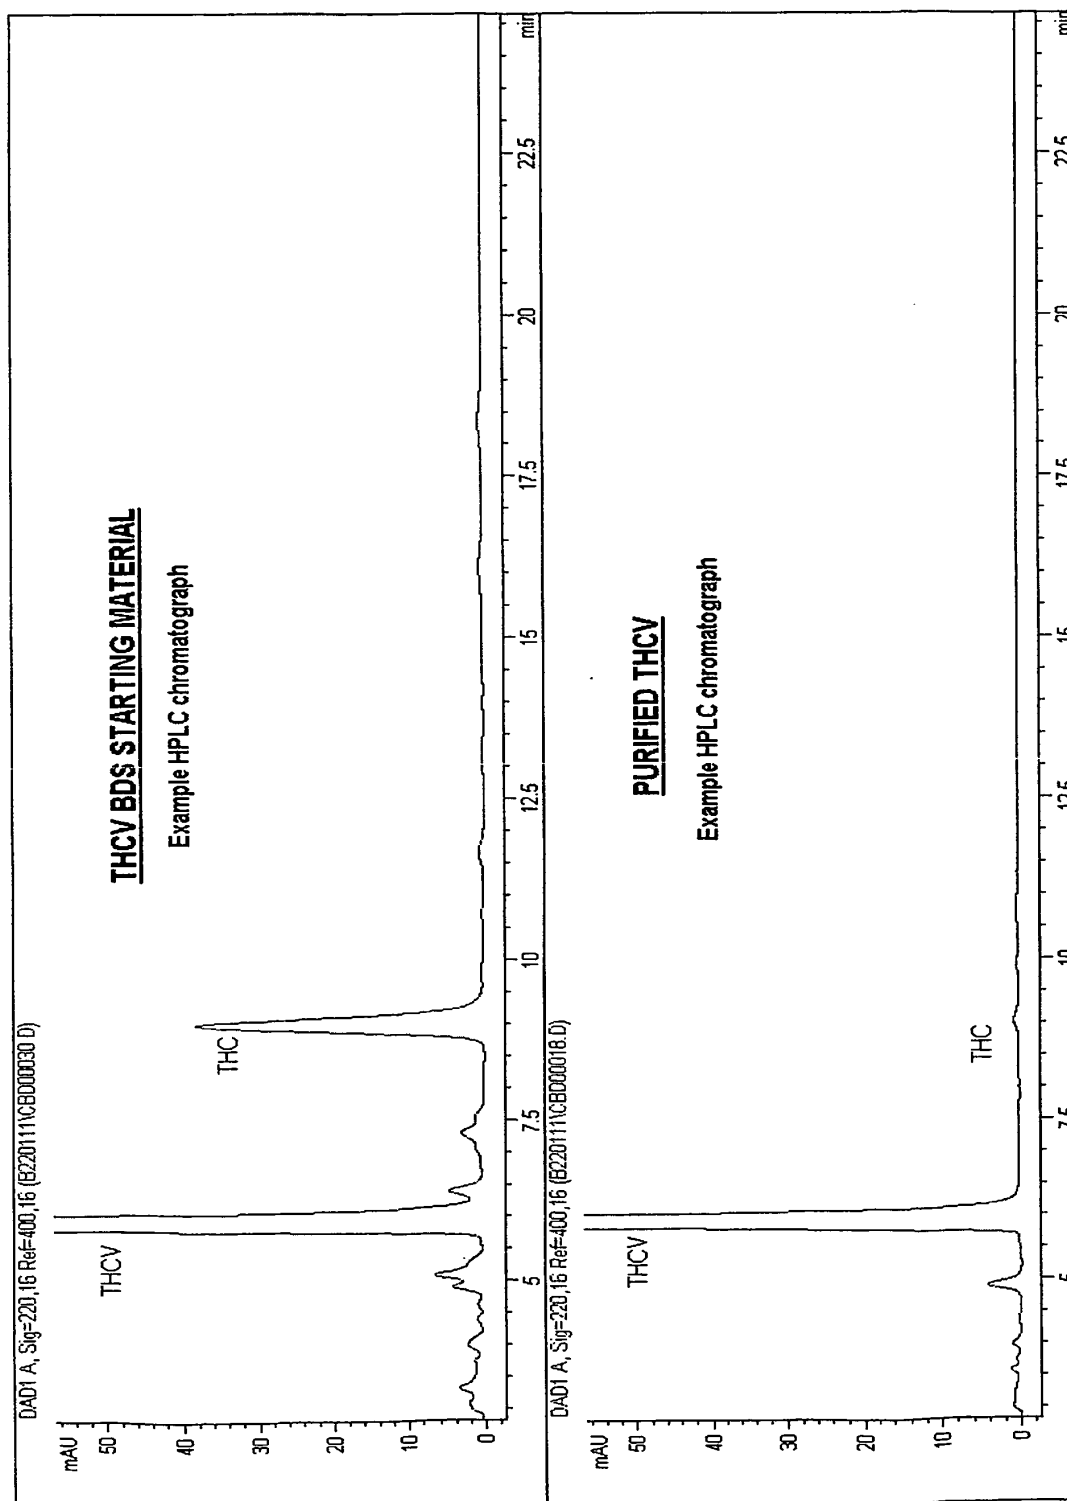 DAD1 A, Sig=220,16 Ref=400,16 (B220111\CBD00030 D)
mAU
50
40
30
20
10
0
THCV
THC
THCV BDS STARTING MATERIAL
Example HPLC chromatograph
5
7.5
10
12.5
15
17.5
20
22.5
min
DAD1 A, Sig=220,16 Ref=400,16 (B220111\CBD00018.D)
mAU
50
40
30
20
10
0
THCV
THC
PURIFIED THCV
Example HPLC chromatograph
5
7.5
10
12.5
15
17.5
20
22.5
min